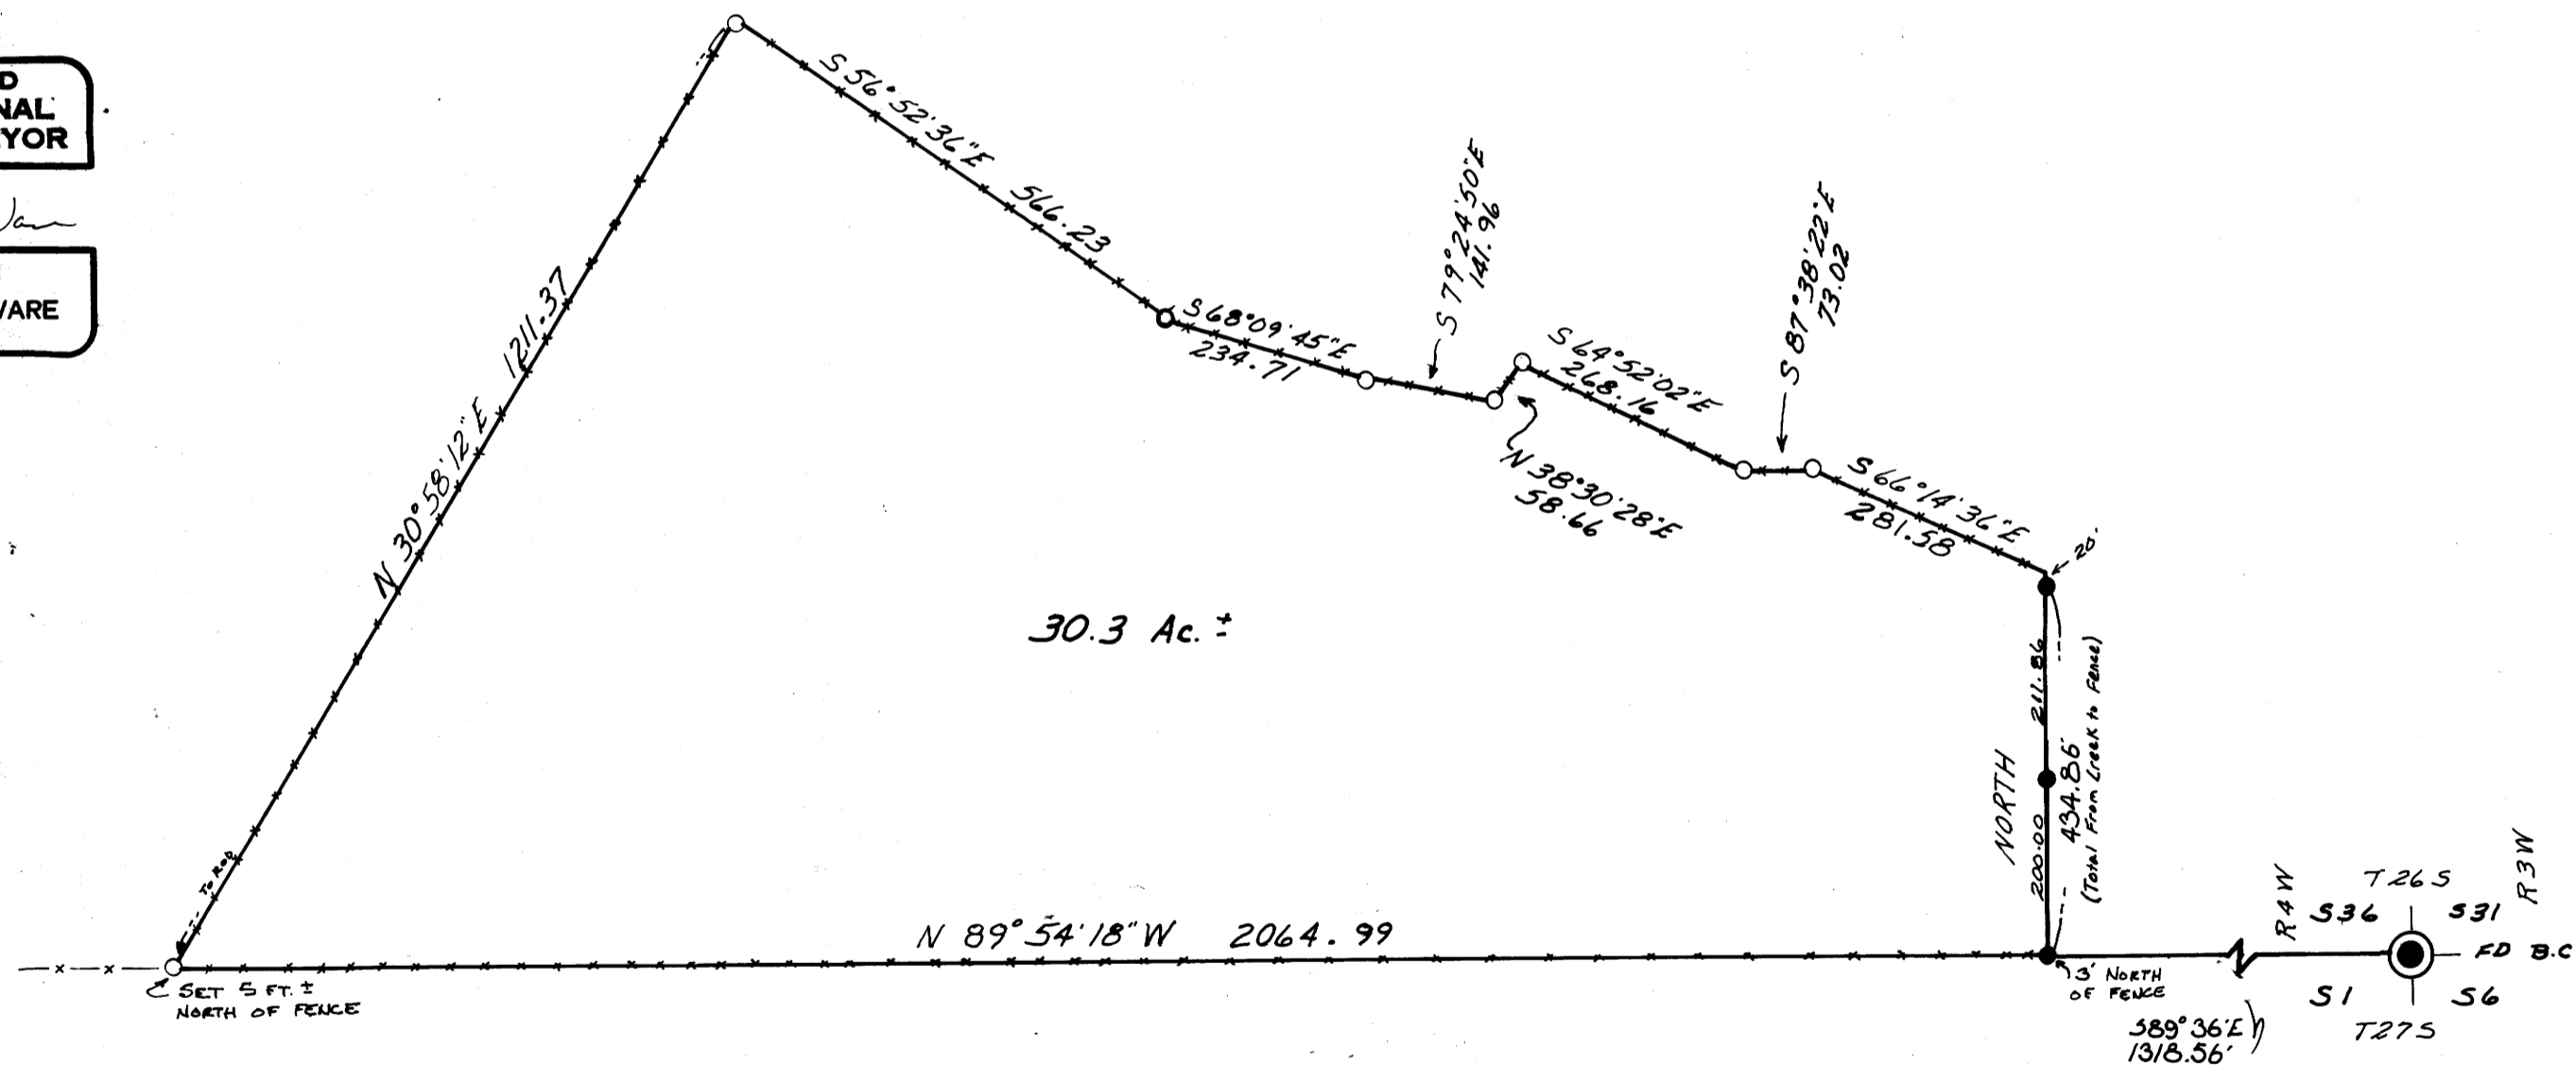 D
NAL
YOR
WARE
S 56° 52' 36" E 566.23
S 68° 09' 45" E
234.71
S 79° 24' 50" E
141.96
N 38° 30' 28" E
58.66
S 64° 52' 02" E
268.16
S 87° 38' 22" E
73.02
S 66° 14' 36" E
281.58
20'
N 30° 58' 12" E 1211.37
30.3 Ac. ±
NORTH
211.86
200.00
434.86
(Total From Creek to Fence)
TO ROD
N 89° 54' 18" W 2064.99
SET 5 FT. ±
NORTH OF FENCE
3' NORTH
OF FENCE
S89° 36' E
1318.56'
R4W
T26S
R3W
S36 S31
FD B.C
S1 S6
T27S